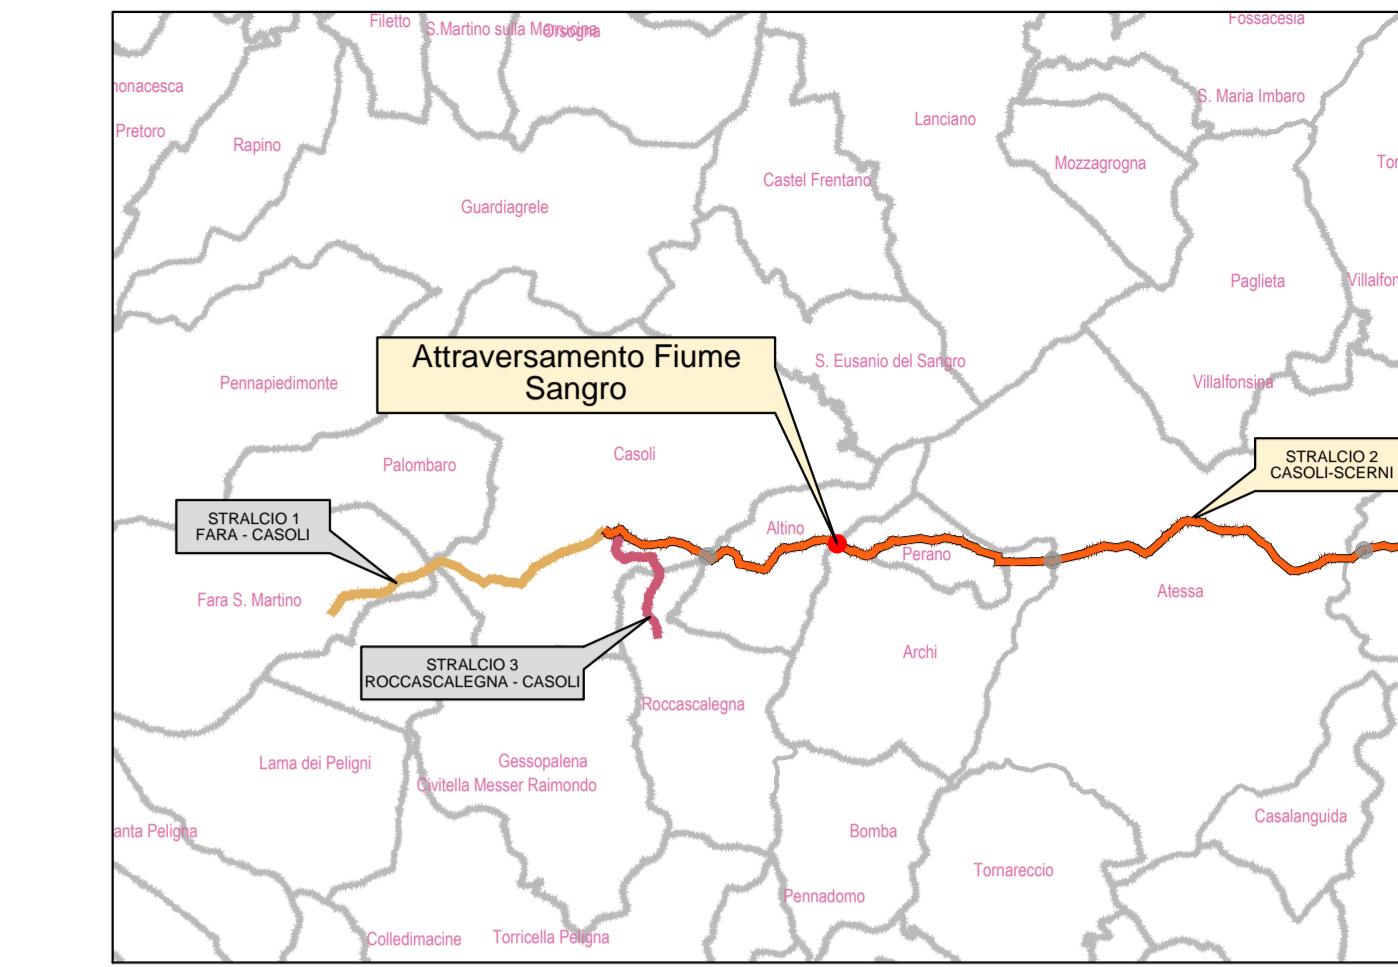 Filetto
S.Martino sulla Marrucina
Orsogna
Fossacesia
onacesca
S. Maria Imbaro
Lanciano
Pretoro
Rapino
Mozzagrogna
Tor
Castel Frentano
Guardiagrele
Paglieta
Villalfon
Attraversamento Fiume
Sangro
S. Eusanio del Sangro
Pennapiedimonte
Villalfonsina
Casoli
Palombaro
STRALCIO 2
CASOLI-SCERNI
STRALCIO 1
FARA - CASOLI
Altino
Perano
Atessa
Fara S. Martino
Archi
STRALCIO 3
ROCCASCALEGNA - CASOLI
Roccascalegna
Lama dei Peligni
Gessopalena
Civitella Messer Raimondo
Casalanguida
anta Peligna
Bomba
Tornareccio
Pennadomo
Colledimacine
Torricella Peligna